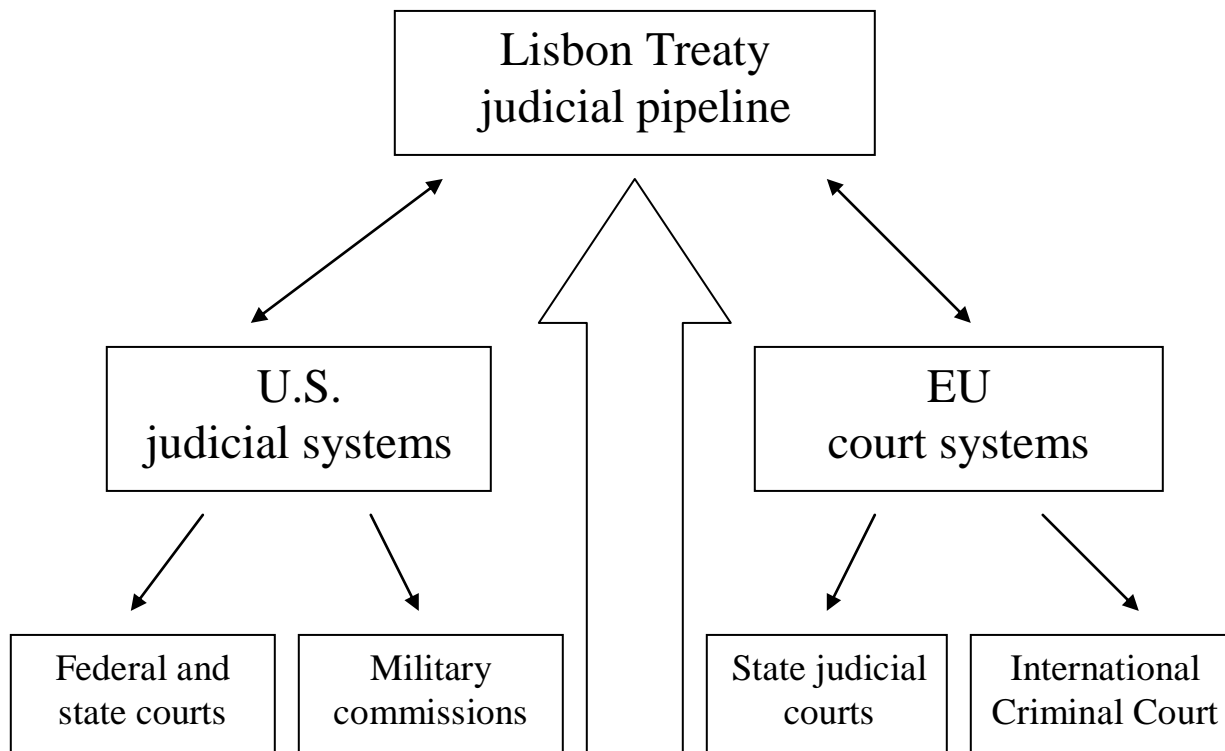 Lisbon Treaty
judicial pipeline
U.S.
judicial systems
EU
court systems
Federal and
state courts
Military
commissions
State judicial
courts
International
Criminal Court